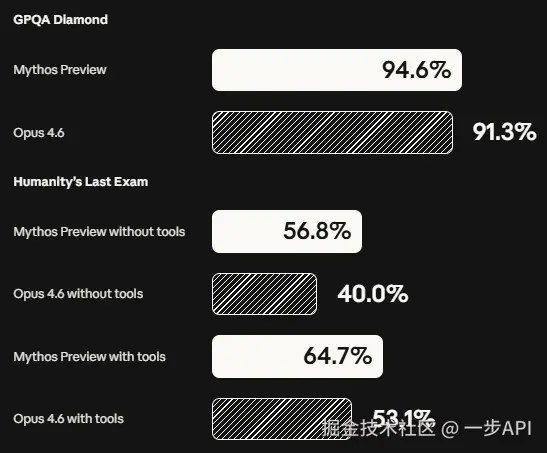 GPQA Diamond
Mythos Preview 94.6%
Opus 4.6 91.3%
Humanity's Last Exam
Mythos Preview without tools 56.8%
Opus 4.6 without tools 40.0%
Mythos Preview with tools 64.7%
Opus 4.6 with tools 53.1%
掘金技术社区 @ 一步API